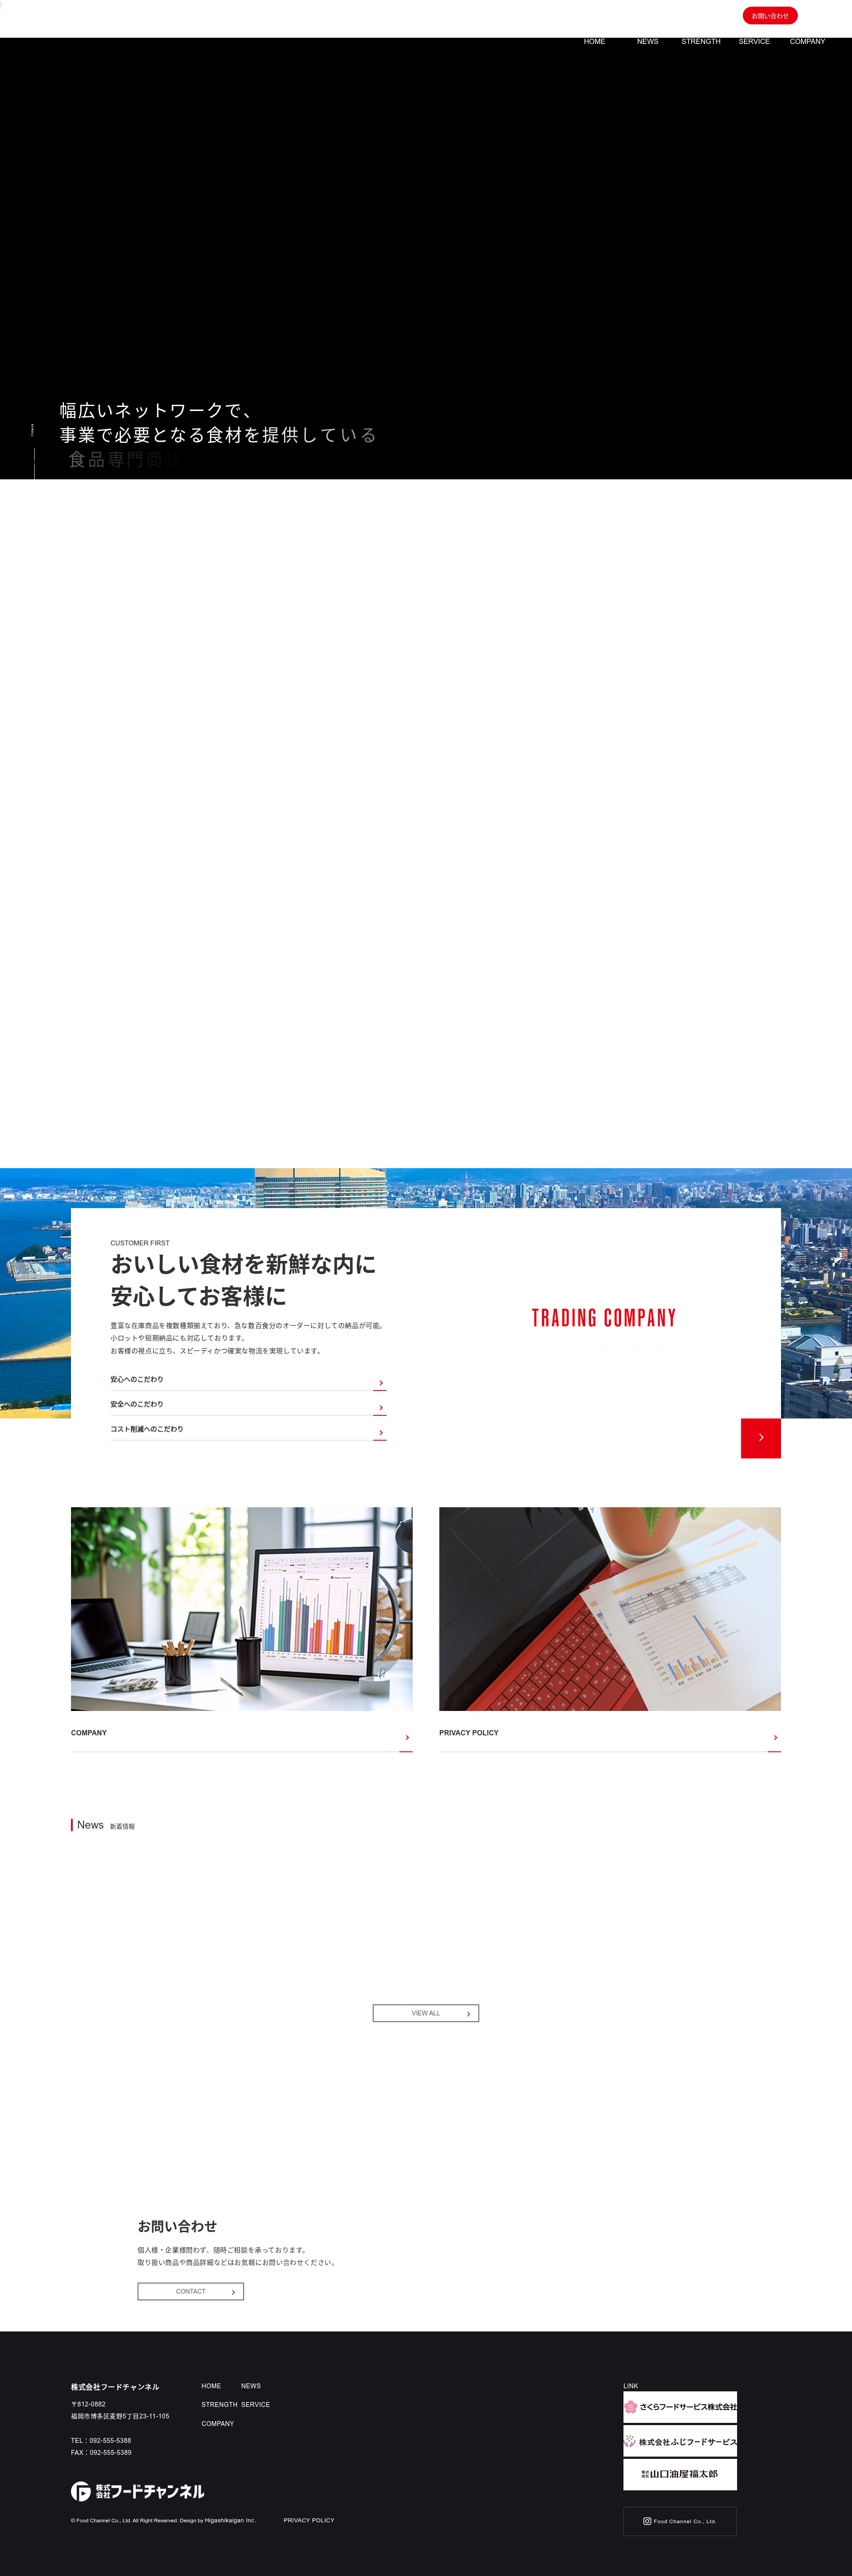 お問い合わせ
HOME NEWS STRENGTH SERVICE COMPANY
幅広いネットワークで、
事業で必要となる食材を提供している
食品専門商社
CUSTOMER FIRST
おいしい食材を新鮮な内に
安心してお客様に
豊富な在庫商品を複数種類揃えており、急な数百食分のオーダーに対しての納品が可能。
小ロットや短期納品にも対応しております。
お客様の視点に立ち、スピーディかつ確実な物流を実現しています。
安心へのこだわり
安全へのこだわり
コスト削減へのこだわり
TRADING COMPANY
COMPANY
PRIVACY POLICY
News 新着情報
VIEW ALL
お問い合わせ
個人様・企業様問わず、随時ご相談を承っております。
取り扱い商品や商品詳細などはお気軽にお問い合わせください。
CONTACT
株式会社フードチャンネル
〒812-0882
福岡市博多区麦野5丁目23-11-105
TEL：092-555-5388
FAX：092-555-5389
HOME NEWS
STRENGTH SERVICE
COMPANY
LINK
さくらフードサービス株式会社
株式会社ふじフードサービス
株式会社山口油屋福太郎
株式会社フードチャンネル
© Food Channel Co., Ltd. All Right Reserved. Design by Higashikaigan Inc.
PRIVACY POLICY
Food Channel Co., Ltd.